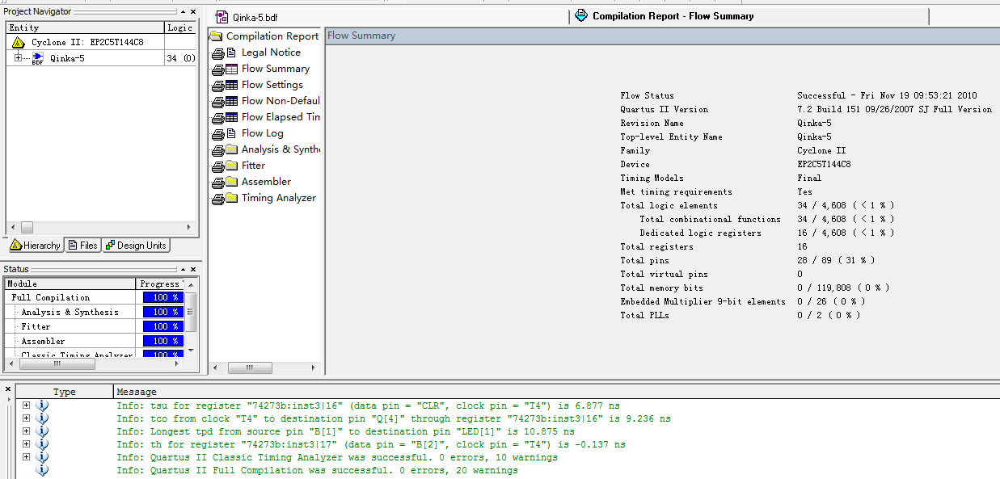 Project Navigator
Entity Logic
Cyclone II: EP2C5T144C8
Qinka-5 34 (0)
Hierarchy Files Design Units
Status
Module Progress
Full Compilation 100 %
Analysis & Synthesis 100 %
Fitter 100 %
Assembler 100 %
Classic Timing Analyzer 100 %
Qinka-5.bdf
Compilation Report - Flow Summary
Compilation Report
Legal Notice
Flow Summary
Flow Settings
Flow Non-Defaul
Flow Elapsed Tim
Flow Log
Analysis & Synthe
Fitter
Assembler
Timing Analyzer
Flow Summary
Flow Status Successful - Fri Nov 19 09:53:21 2010
Quartus II Version 7.2 Build 151 09/26/2007 SJ Full Version
Revision Name Qinka-5
Top-level Entity Name Qinka-5
Family Cyclone II
Device EP2C5T144C8
Timing Models Final
Met timing requirements Yes
Total logic elements 34 / 4,608 ( < 1 % )
Total combinational functions 34 / 4,608 ( < 1 % )
Dedicated logic registers 16 / 4,608 ( < 1 % )
Total registers 16
Total pins 28 / 89 ( 31 % )
Total virtual pins 0
Total memory bits 0 / 119,808 ( 0 % )
Embedded Multiplier 9-bit elements 0 / 26 ( 0 % )
Total PLLs 0 / 2 ( 0 % )
Type Message
Info: tsu for register "74273b:inst3|16" (data pin = "CLR", clock pin = "T4") is 6.877 ns
Info: tco from clock "T4" to destination pin "Q[4]" through register "74273b:inst3|16" is 9.236 ns
Info: Longest tpd from source pin "B[1]" to destination pin "LED[1]" is 10.875 ns
Info: th for register "74273b:inst3|17" (data pin = "B[2]", clock pin = "T4") is -0.137 ns
Info: Quartus II Classic Timing Analyzer was successful. 0 errors, 10 warnings
Info: Quartus II Full Compilation was successful. 0 errors, 20 warnings